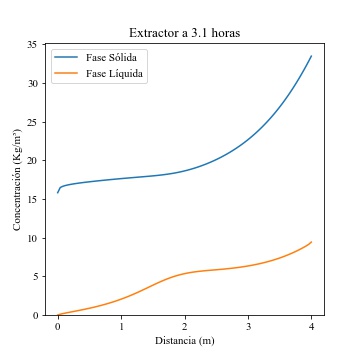 Extractor a 3.1 horas
Fase Sólida
Fase Líquida
Concentración (Kg/m³)
35
30
25
20
15
10
5
0
0 1 2 3 4
Distancia (m)